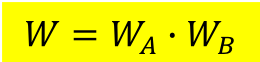 W = W_A · W_B